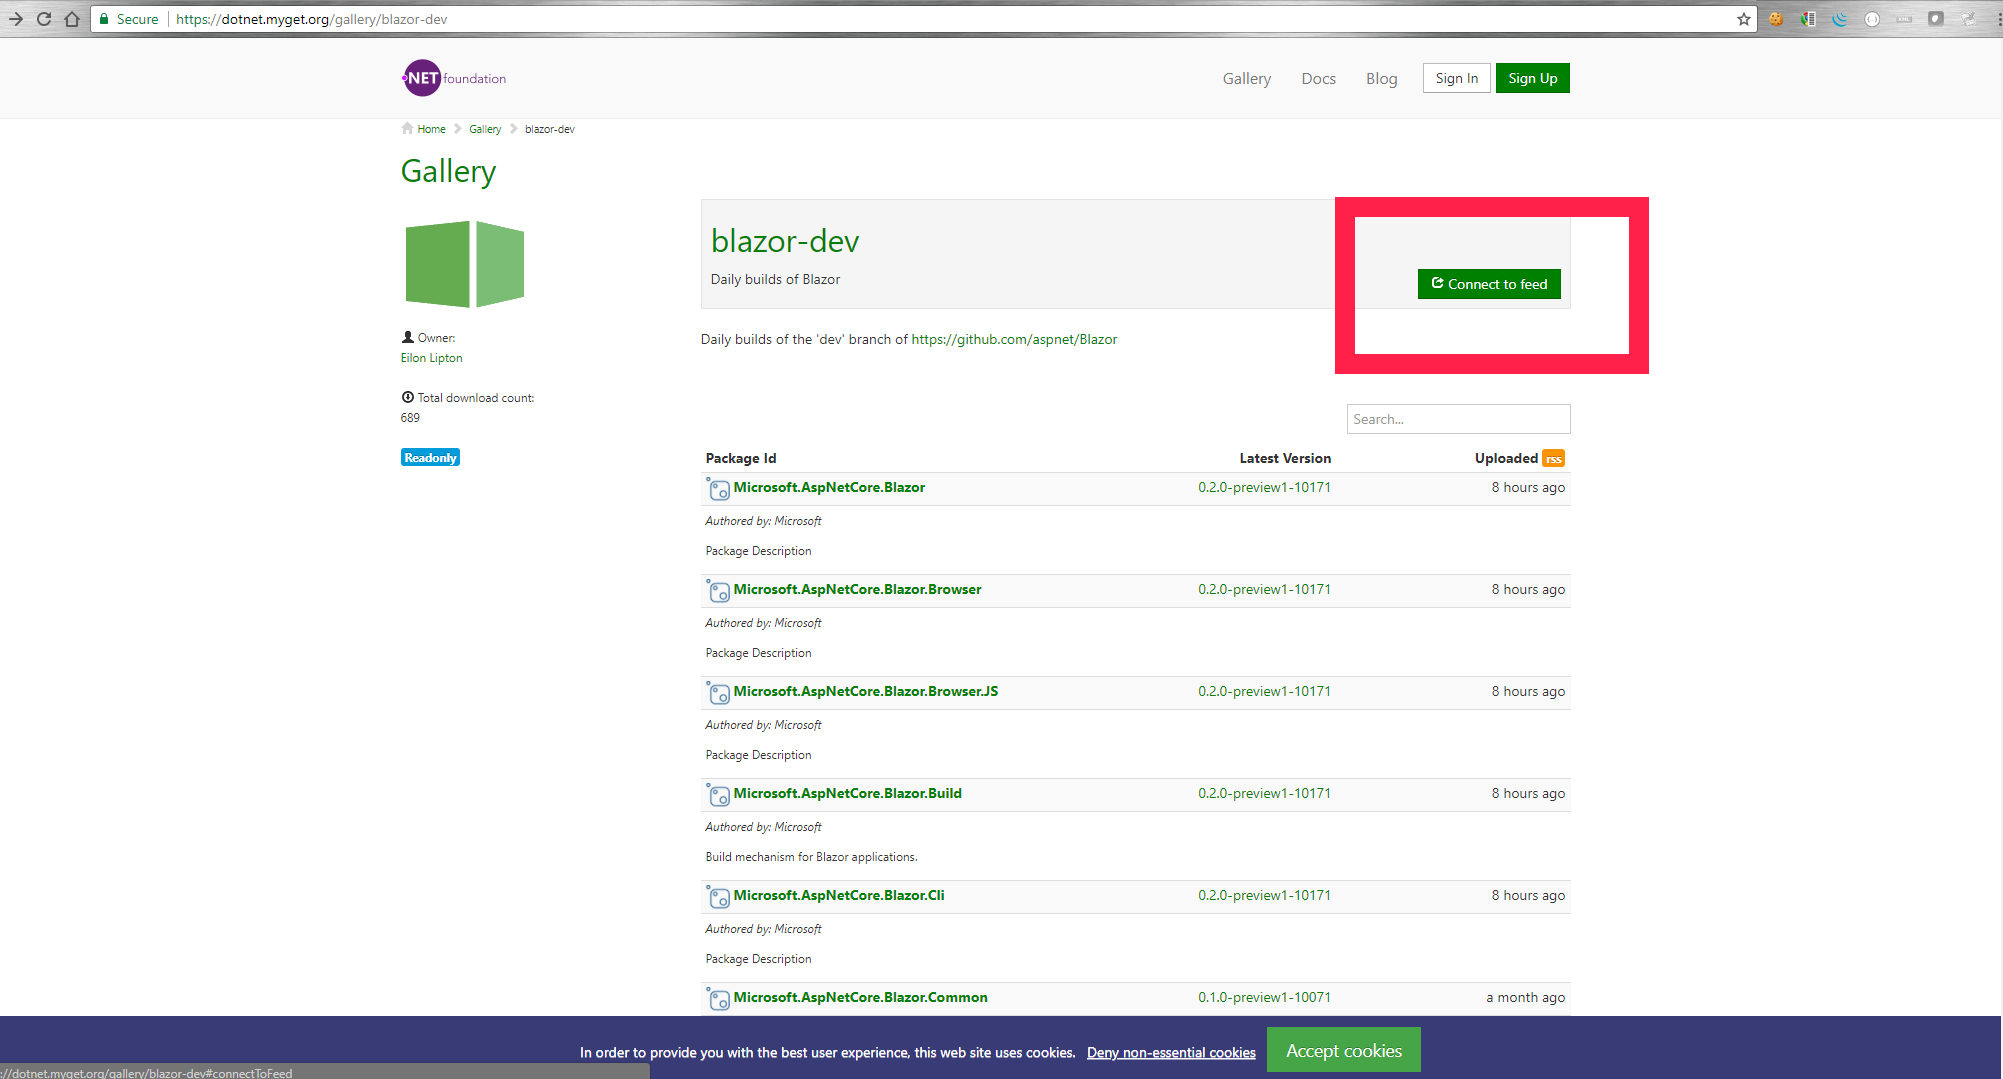 Secure https://dotnet.myget.org/gallery/blazor-dev
.NET foundation
Gallery Docs Blog Sign In Sign Up
Home Gallery blazor-dev
Gallery
blazor-dev
Daily builds of Blazor
Connect to feed
Owner:
Eilon Lipton
Daily builds of the 'dev' branch of https://github.com/aspnet/Blazor
Total download count:
689
Readonly
Search...
Package Id Latest Version Uploaded rss
Microsoft.AspNetCore.Blazor 0.2.0-preview1-10171 8 hours ago
Authored by: Microsoft
Package Description
Microsoft.AspNetCore.Blazor.Browser 0.2.0-preview1-10171 8 hours ago
Authored by: Microsoft
Package Description
Microsoft.AspNetCore.Blazor.Browser.JS 0.2.0-preview1-10171 8 hours ago
Authored by: Microsoft
Package Description
Microsoft.AspNetCore.Blazor.Build 0.2.0-preview1-10171 8 hours ago
Authored by: Microsoft
Build mechanism for Blazor applications.
Microsoft.AspNetCore.Blazor.Cli 0.2.0-preview1-10171 8 hours ago
Authored by: Microsoft
Package Description
Microsoft.AspNetCore.Blazor.Common 0.1.0-preview1-10071 a month ago
In order to provide you with the best user experience, this web site uses cookies. Deny non-essential cookies Accept cookies
://dotnet.myget.org/gallery/blazor-dev#connectToFeed